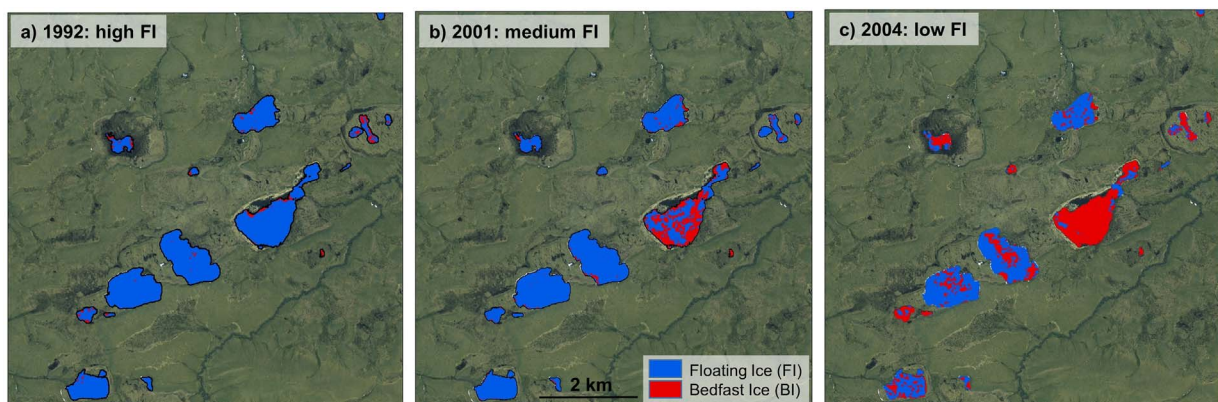 a) 1992: high FI
b) 2001: medium FI
c) 2004: low FI
2 km
Floating Ice (FI)
Bedfast Ice (BI)